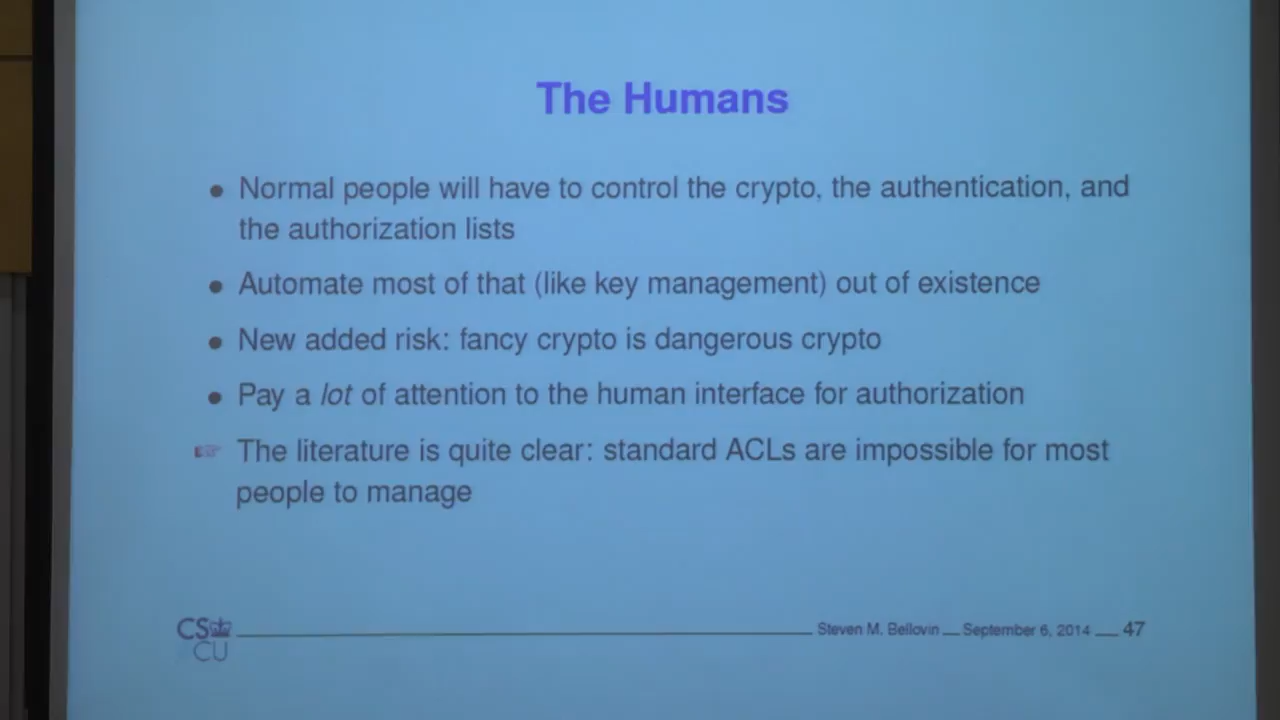 The Humans
● Normal people will have to control the crypto, the authentication, and
the authorization lists
● Automate most of that (like key management) out of existence
● New added risk: fancy crypto is dangerous crypto
● Pay a lot of attention to the human interface for authorization
☞ The literature is quite clear: standard ACLs are impossible for most
people to manage
CS
CU
Steven M. Bellovin — September 6, 2014 — 47